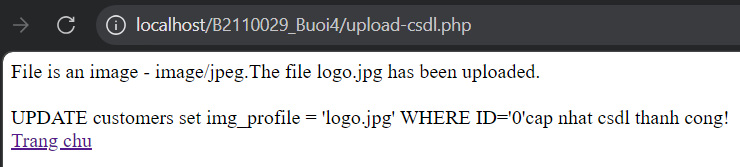 localhost/B2110029_Buoi4/upload-csdl.php
File is an image - image/jpeg.The file logo.jpg has been uploaded.
UPDATE customers set img_profile = 'logo.jpg' WHERE ID='0'cap nhat csdl thanh cong!
Trang chu